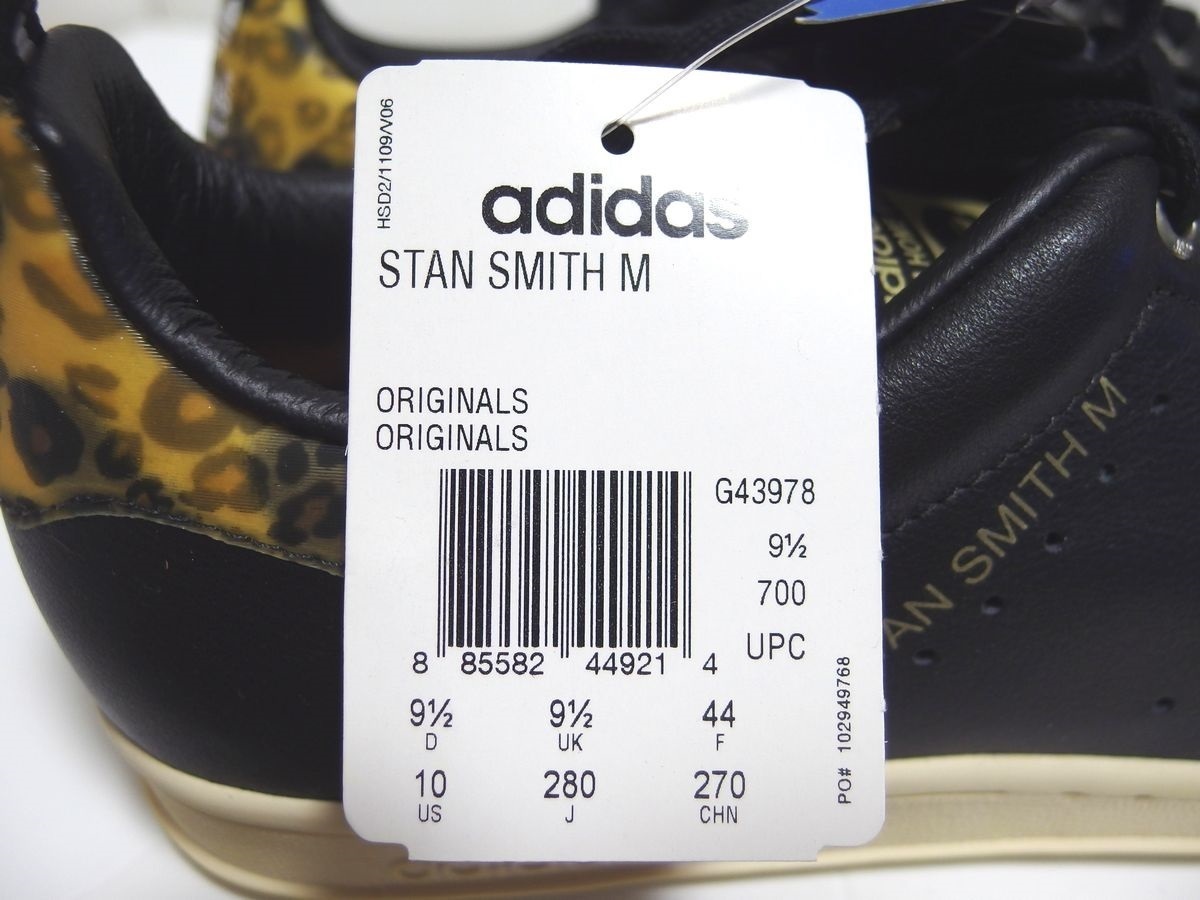 HSD2/1109/V06
adidas
STAN SMITH M
ORIGINALS
ORIGINALS
G43978
9½
700
UPC
8 85582 44921 4
9½ 9½ 44
D UK F
10 280 270
US J CHN
PO# 102949768
AN SMITH M